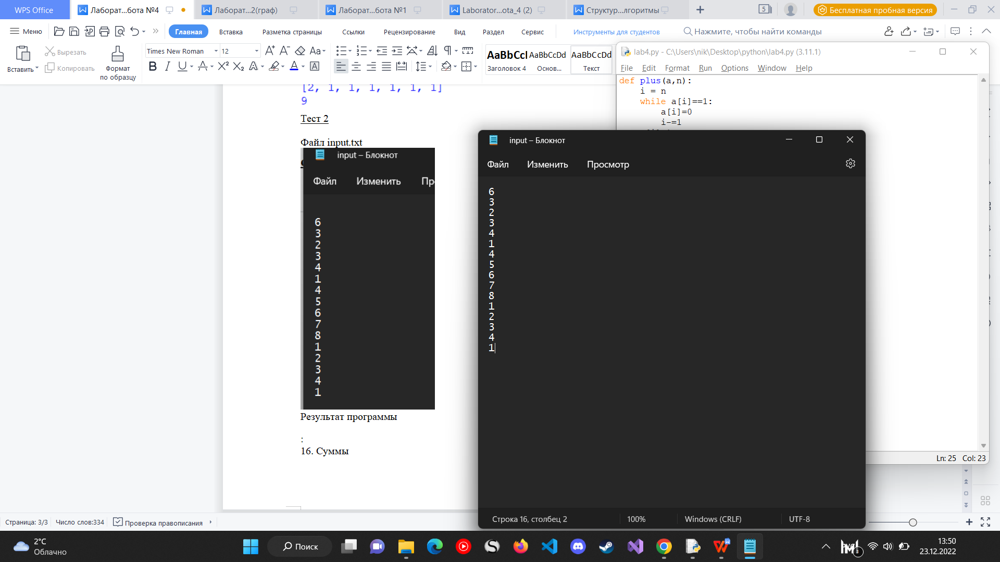 WPS Office
Лаборат...бота №4
Лаборат...2(граф)
Лаборат...бота №1
Laborator...ota_4 (2)
Структур...лгоритмы
5
Бесплатная пробная версия
Меню
Главная
Вставка
Разметка страницы
Ссылки
Рецензирование
Вид
Раздел
Сервис
Инструменты для студентов
Нажмите, чтобы найти команды
Вставить
Вырезать
Копировать
Формат
по образцу
Times New Roman
12
AaBbCcI
Заголовок 4
AaBbCcDd
Основ...
AaBbCcDd
Текст
lab4.py - C:\Users\nik\Desktop\python\lab4.py (3.11.1)
File Edit Format Run Options Window Help
def plus(a,n):
i = n
while a[i]==1:
a[i]=0
i-=1
Ln: 25 Col: 23
[2, 1, 1, 1, 1, 1, 1]
9
Тест 2
Файл input.txt
input – Блокнот
Файл
Изменить
Пр
6
3
2
3
4
1
4
5
6
7
8
1
2
3
4
1
Результат программы
:
16. Суммы
input – Блокнот
Файл
Изменить
Просмотр
6
3
2
3
4
1
4
5
6
7
8
1
2
3
4
1
Строка 16, столбец 2
100%
Windows (CRLF)
UTF-8
Страница: 3/3
Число слов:334
Проверка правописания
2°C
Облачно
Поиск
13:50
23.12.2022